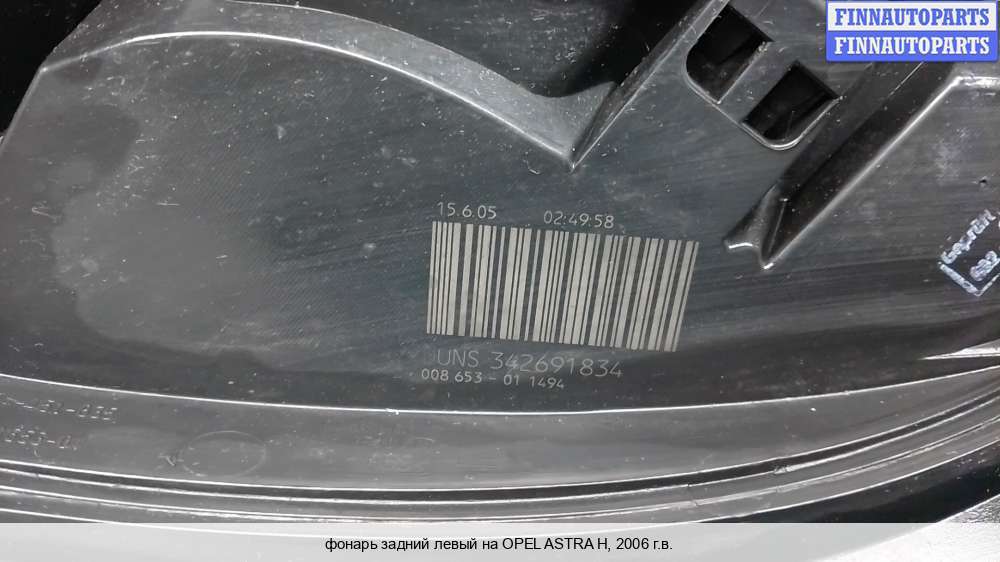 FINNAUTOPARTS
FINNAUTOPARTS
15.6.05 02:49:58
UNS 342691834
008 653 - 01 1494
фонарь задний левый на OPEL ASTRA H, 2006 г.в.